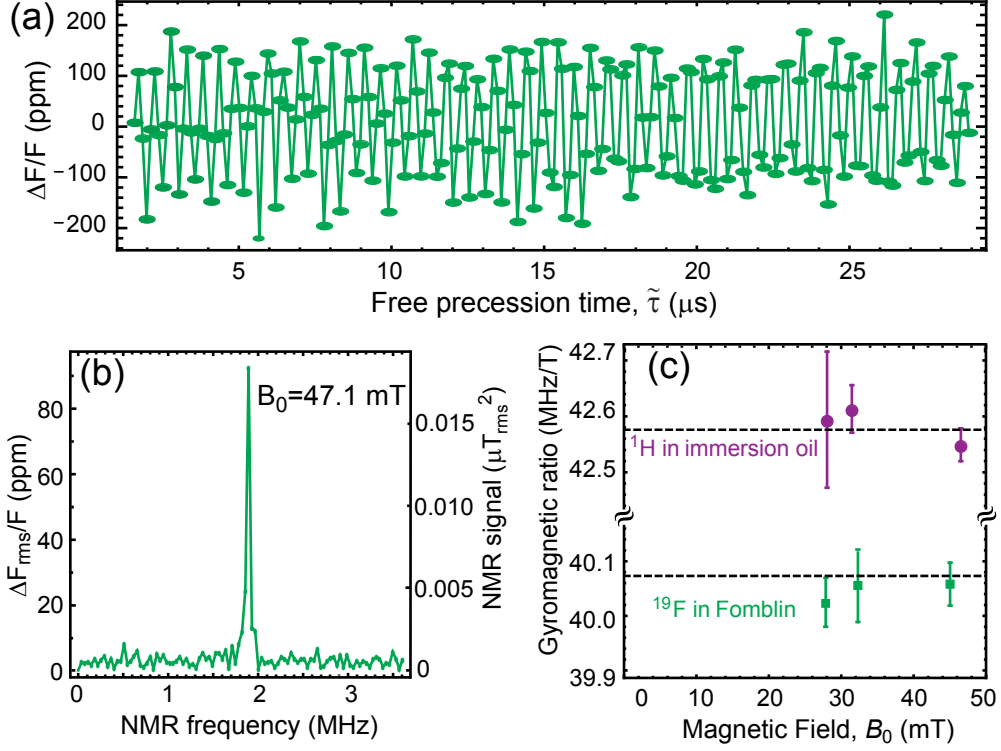 (a)
200
100
0
−100
−200
ΔF/F (ppm)
5
10
15
20
25
Free precession time, τ̃ (μs)
(b)
B₀=47.1 mT
80
60
40
20
0
ΔFrms/F (ppm)
0.015
0.010
0.005
0
NMR signal (μTrms²)
0
1
2
3
NMR frequency (MHz)
(c)
42.7
42.6
42.5
40.1
40.0
39.9
Gyromagnetic ratio (MHz/T)
¹H in immersion oil
¹⁹F in Fomblin
0
10
20
30
40
50
Magnetic Field, B₀ (mT)